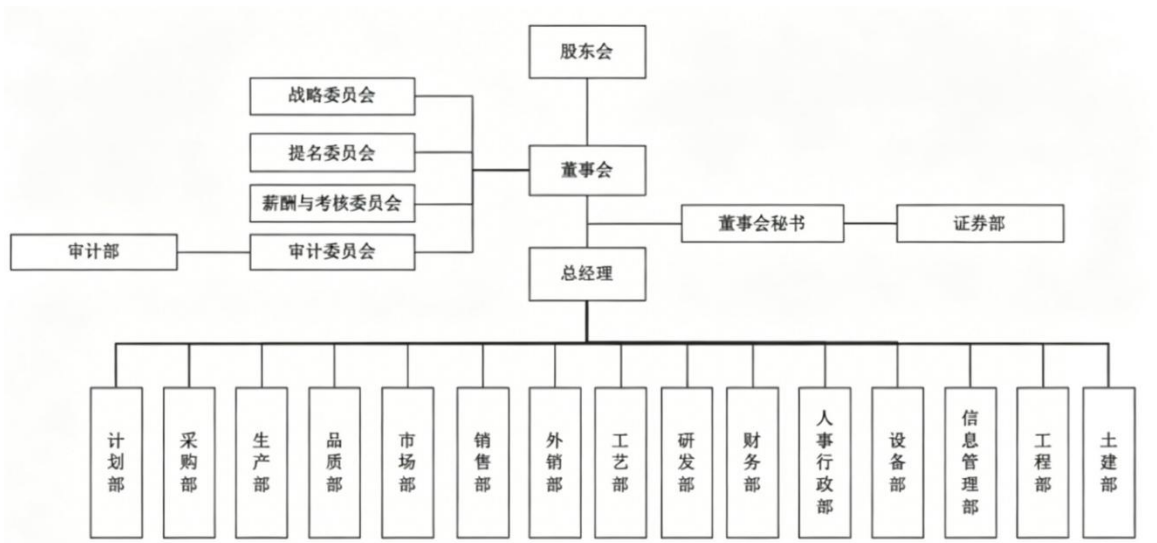 股东会
战略委员会
提名委员会
董事会
薪酬与考核委员会
董事会秘书
证券部
审计部
审计委员会
总经理
计划部
采购部
生产部
品质部
市场部
销售部
外销部
工艺部
研发部
财务部
人事行政部
设备部
信息管理部
工程部
土建部